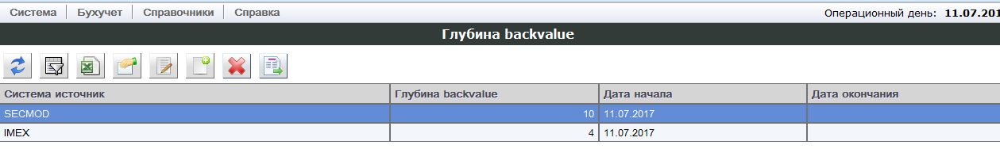 Система Бухучет Справочники Справка Операционный день: 11.07.201
Глубина backvalue
Система источник Глубина backvalue Дата начала Дата окончания
SECMOD 10 11.07.2017
IMEX 4 11.07.2017